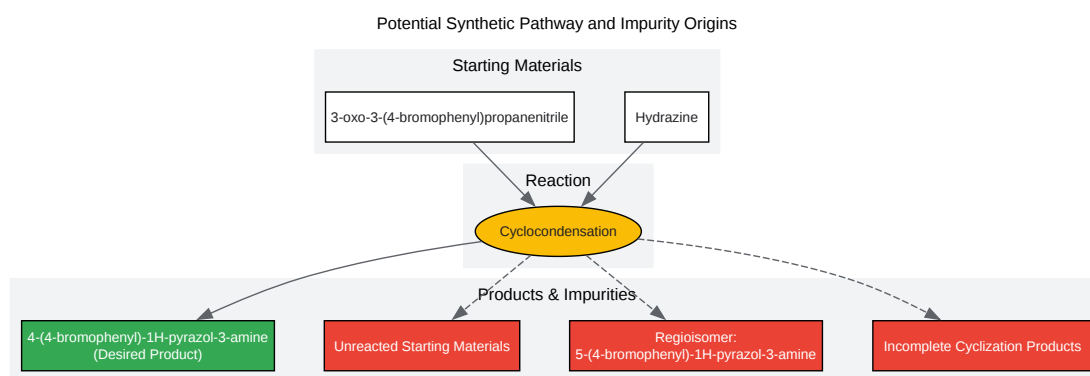 Potential Synthetic Pathway and Impurity Origins
Starting Materials
3-oxo-3-(4-bromophenyl)propanenitrile
Hydrazine
Reaction
Cyclocondensation
Products & Impurities
4-(4-bromophenyl)-1H-pyrazol-3-amine
(Desired Product)
Unreacted Starting Materials
Regioisomer:
5-(4-bromophenyl)-1H-pyrazol-3-amine
Incomplete Cyclization Products